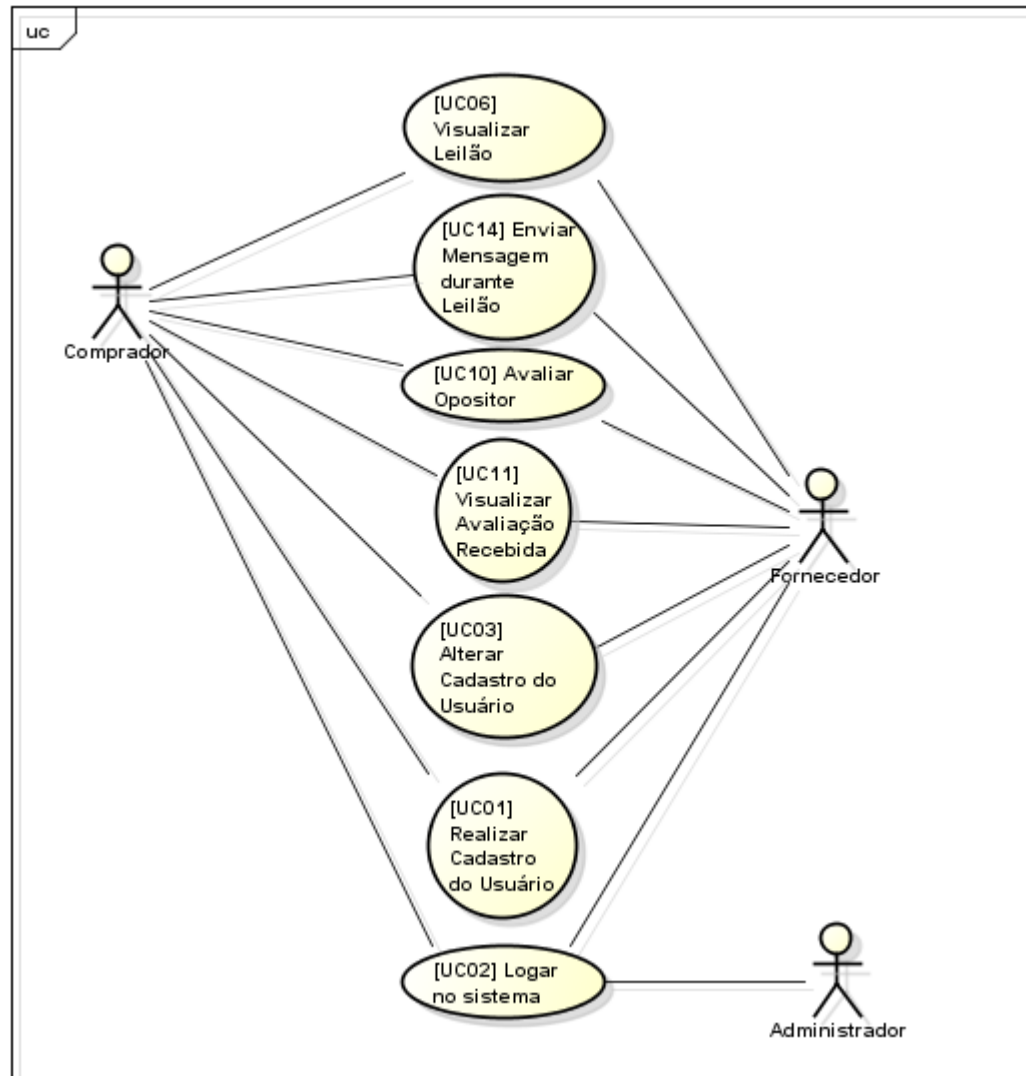 uc
[UC06]
Visualizar
Leilão
[UC14] Enviar
Mensagem
durante
Leilão
Comprador
[UC10] Avaliar
Opositor
[UC11]
Visualizar
Avaliação
Recebida
Fornecedor
[UC03]
Alterar
Cadastro do
Usuário
[UC01]
Realizar
Cadastro
do Usuário
[UC02] Logar
no sistema
Administrador